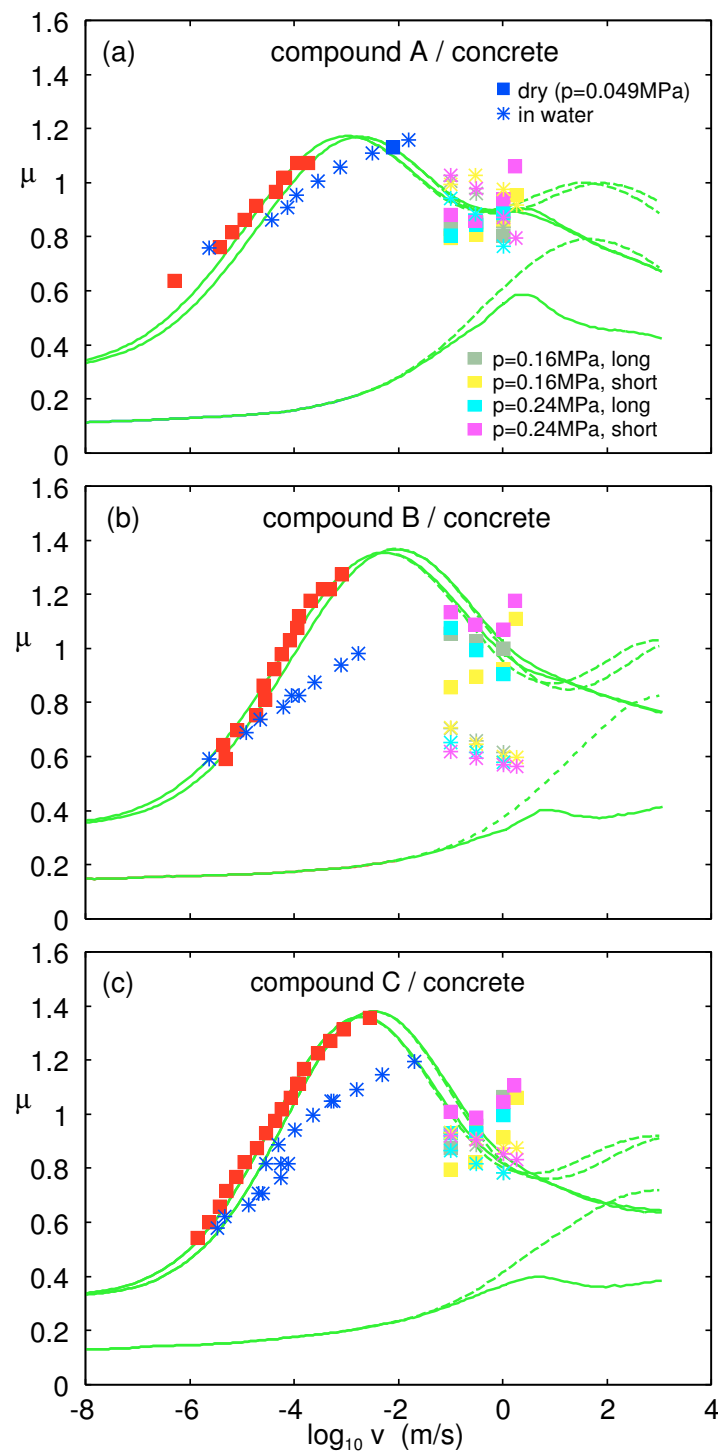 1.6
(a)
compound A / concrete
1.4
dry (p=0.049MPa)
in water
1.2
μ
1
0.8
0.6
0.4
p=0.16MPa, long
p=0.16MPa, short
p=0.24MPa, long
p=0.24MPa, short
0.2
0
1.6
(b)
compound B / concrete
1.4
1.2
μ
1
0.8
0.6
0.4
0.2
0
1.6
(c)
compound C / concrete
1.4
1.2
μ
1
0.8
0.6
0.4
0.2
0
-8 -6 -4 -2 0 2 4
log₁₀ v (m/s)